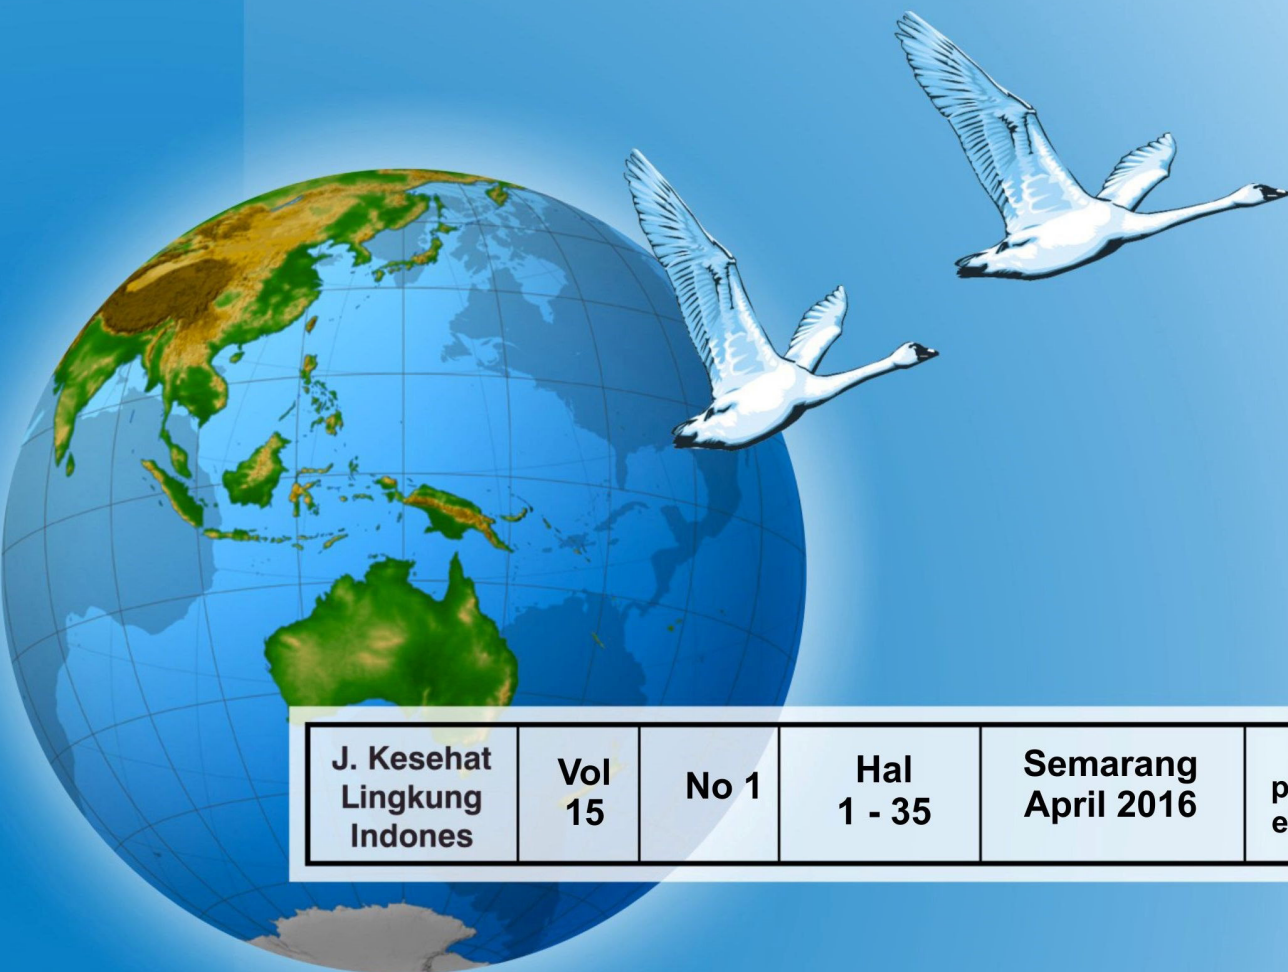 J. Kesehat
Lingkung
Indones
Vol
15
No 1
Hal
1 - 35
Semarang
April 2016